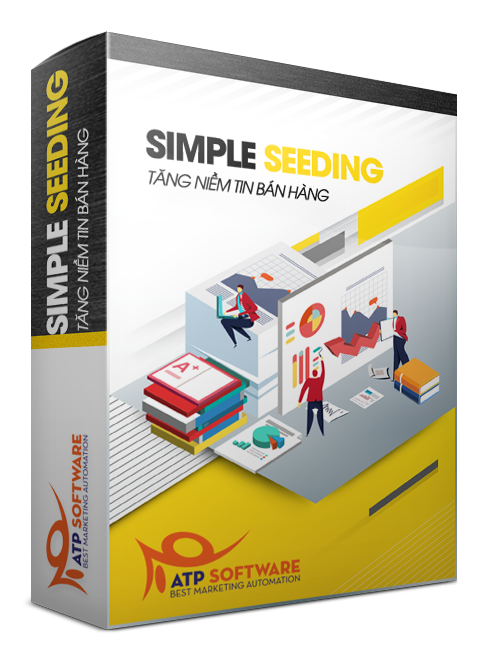 SIMPLE SEEDING
TĂNG NIỀM TIN BÁN HÀNG
A+
ATP SOFTWARE
BEST MARKETING AUTOMATION
SIMPLE SEEDING
TĂNG NIỀM TIN BÁN HÀNG
ATP SOFTWARE
BEST MARKETING AUTOMATION